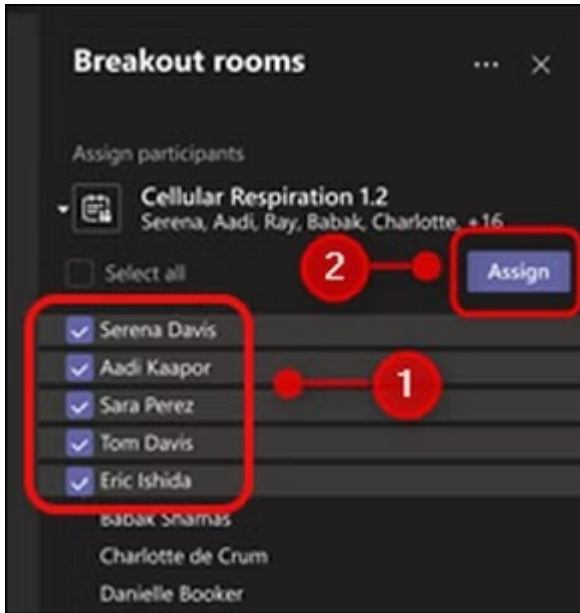 Breakout rooms
Assign participants
Cellular Respiration 1.2
Serena, Aadi, Ray, Babak, Charlotte, +16
2
Select all
Assign
Serena Davis
Aadi Kaapor
1
Sara Perez
Tom Davis
Eric Ishida
Babak Shamas
Charlotte de Crum
Danielle Booker